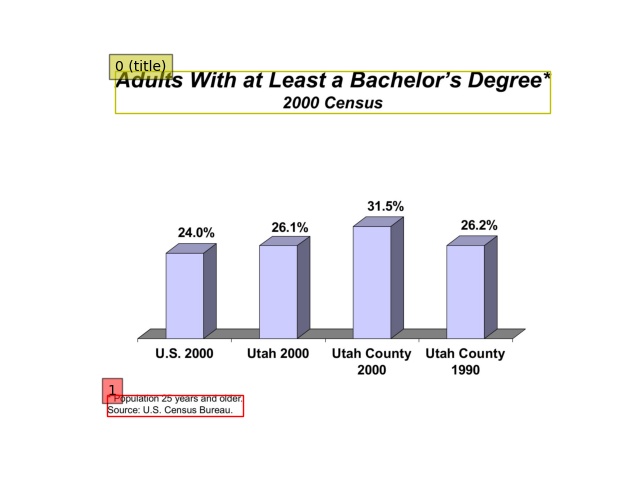 0 (title)
Adults With at Least a Bachelor's Degree*
2000 Census
24.0%
26.1%
31.5%
26.2%
U.S. 2000
Utah 2000
Utah County
2000
Utah County
1990
1
* Population 25 years and older.
Source: U.S. Census Bureau.